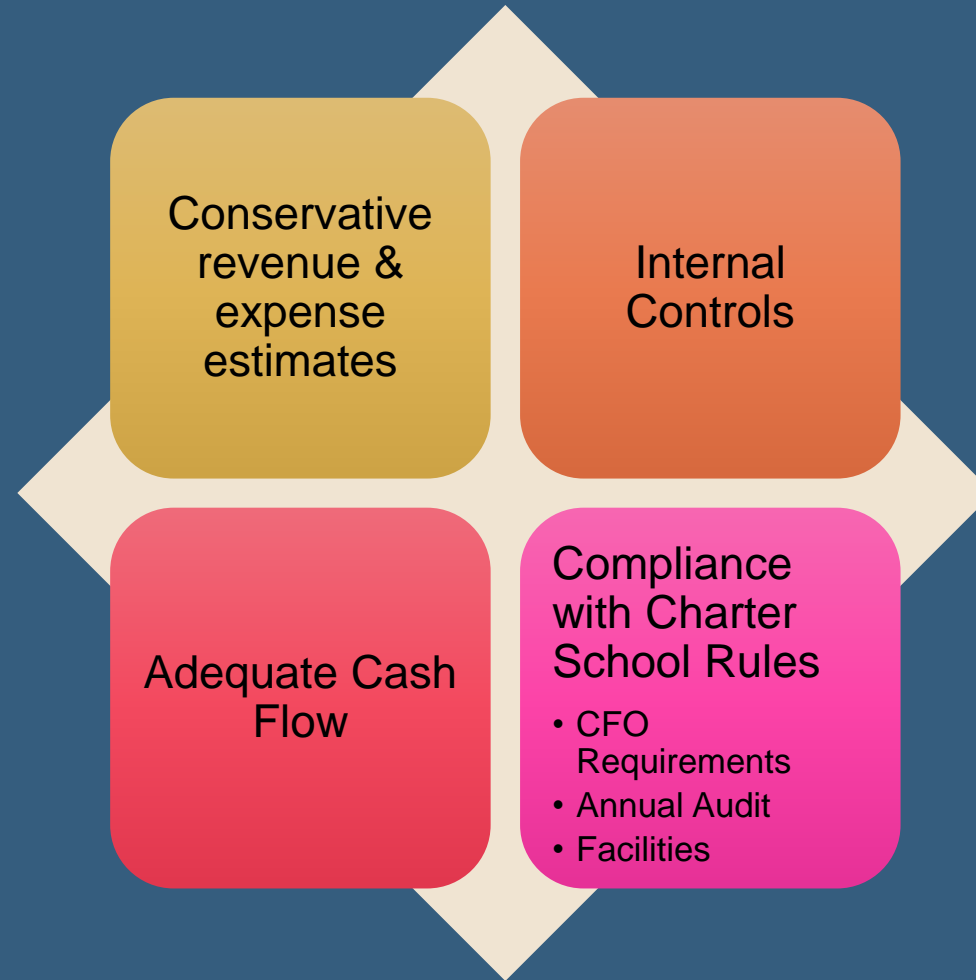 Conservative
revenue &
expense
estimates
Internal
Controls
Adequate Cash
Flow
Compliance
with Charter
School Rules
• CFO
Requirements
• Annual Audit
• Facilities